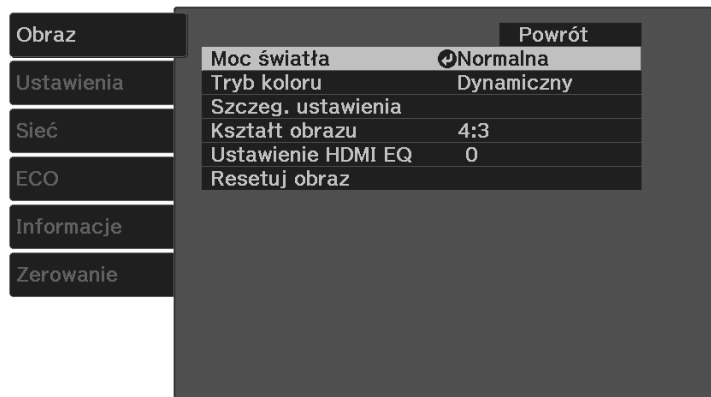 Obraz
Ustawienia
Sieć
ECO
Informacje
Zerowanie
Powrót
Moc światła Normalna
Tryb koloru Dynamiczny
Szczeg. ustawienia
Kształt obrazu 4:3
Ustawienie HDMI EQ 0
Resetuj obraz